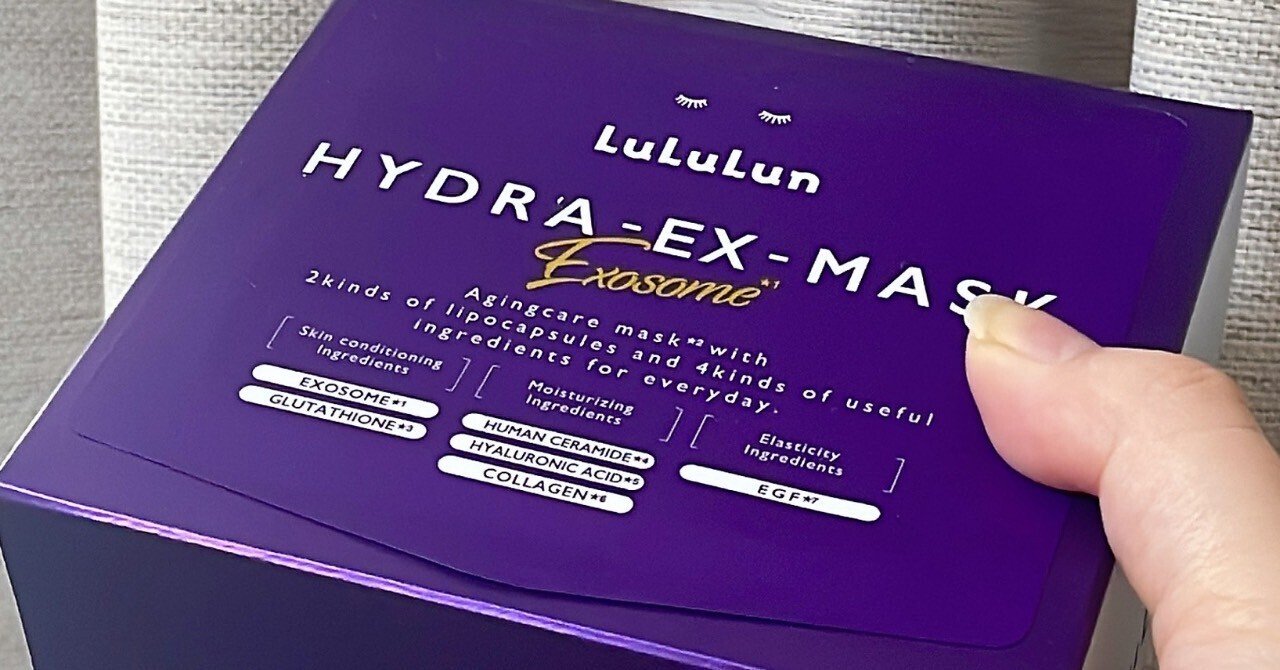 LuLuLun
HYDRA-EX-MASK
Exosome*1
Agingcare mask*2 with
2kinds of lipocapsules and 4kinds of useful
ingredients for everyday.
Skin conditioning
Ingredients
EXOSOME*1
GLUTATHIONE*3
Moisturizing
Ingredients
HUMAN CERAMIDE*4
HYALURONIC ACID*5
COLLAGEN*6
Elasticity
Ingredients
EGF*7